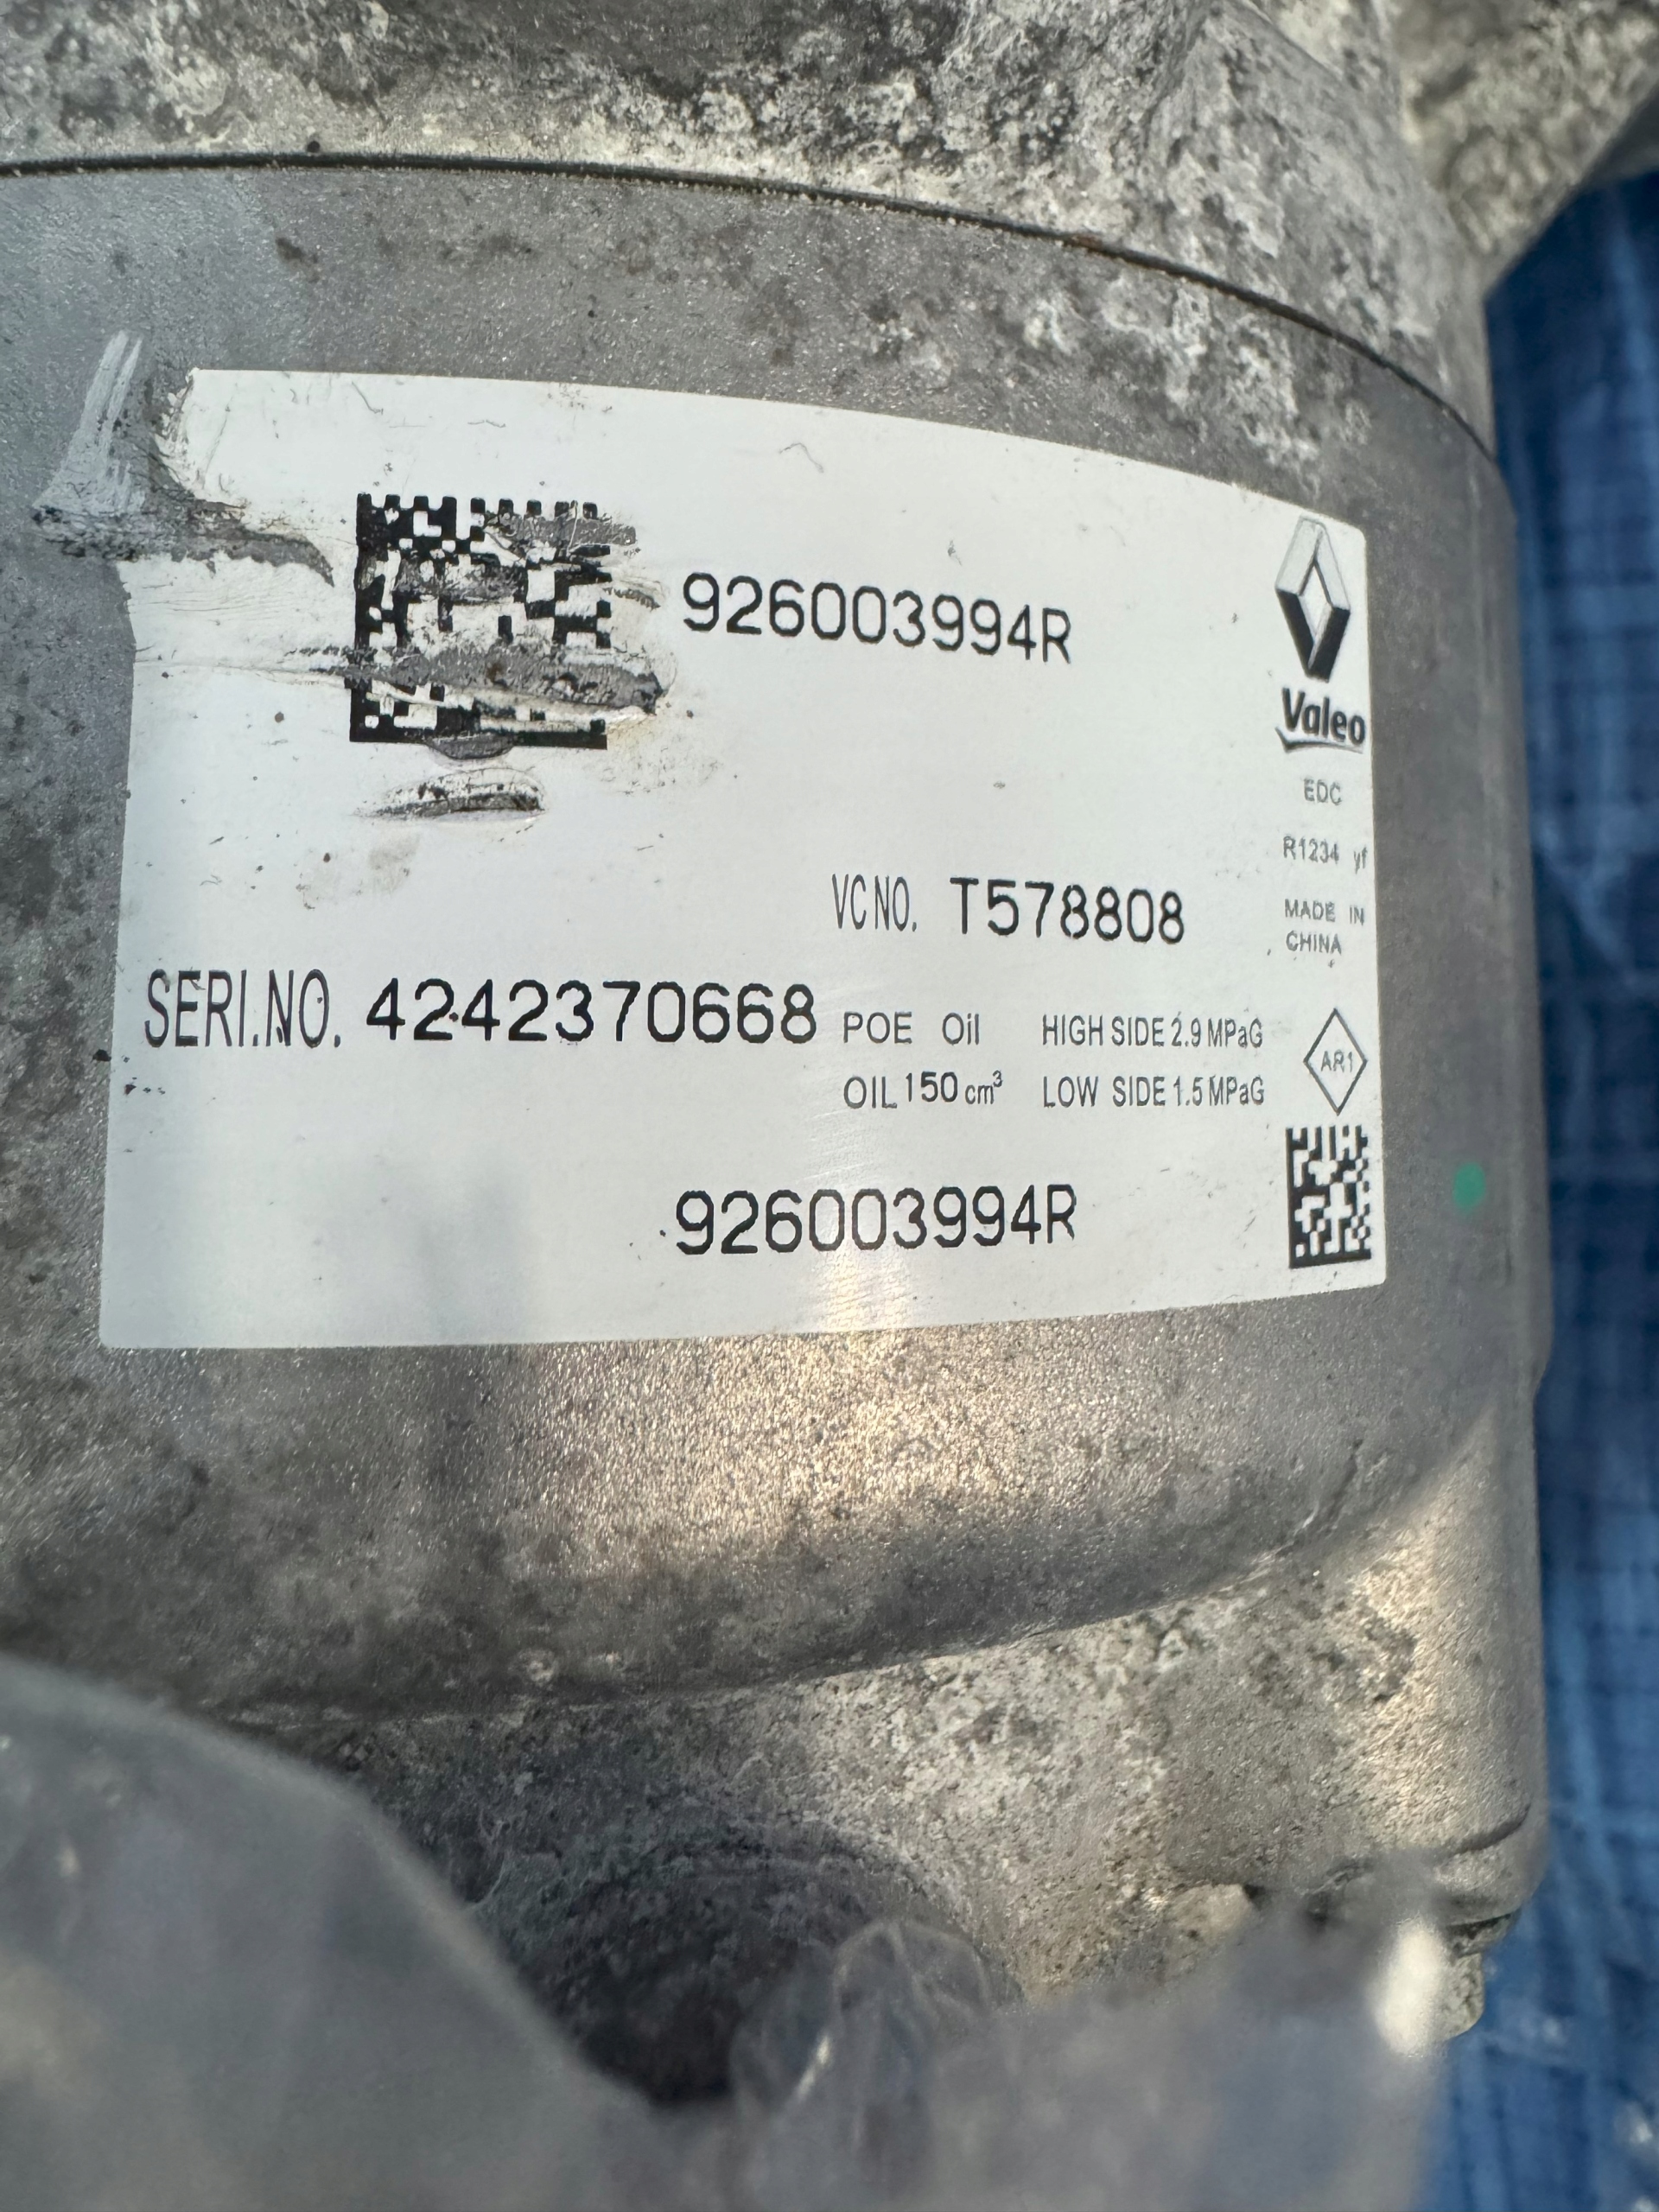 926003994R
Valeo
EDC
R1234 yf
MADE IN
CHINA
VC NO. T578808
SERI.NO. 4242370668
POE Oil HIGH SIDE 2.9 MPaG
OIL 150 cm³ LOW SIDE 1.5 MPaG
AR1
926003994R